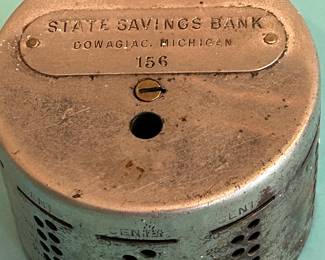 STATE SAVINGS BANK
DOWAGIAC, MICHIGAN
156
CENTS